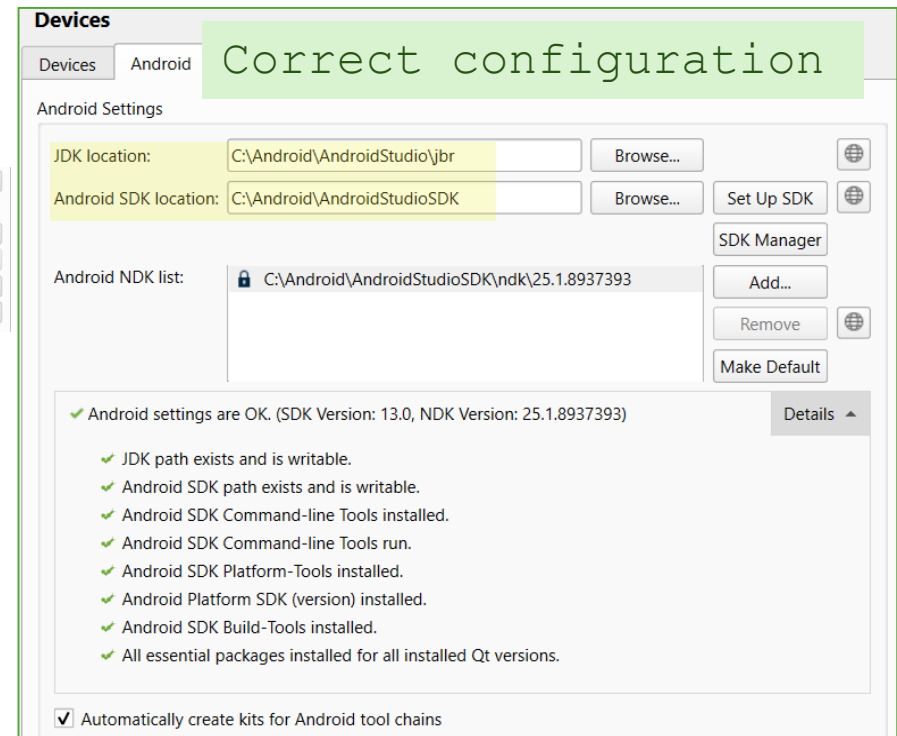 Devices
Devices Android Correct configuration
Android Settings
JDK location: C:\Android\AndroidStudio\jbr Browse...
Android SDK location: C:\Android\AndroidStudioSDK Browse... Set Up SDK
SDK Manager
Android NDK list: C:\Android\AndroidStudioSDK\ndk\25.1.8937393 Add...
Remove
Make Default
Android settings are OK. (SDK Version: 13.0, NDK Version: 25.1.8937393) Details
JDK path exists and is writable.
Android SDK path exists and is writable.
Android SDK Command-line Tools installed.
Android SDK Command-line Tools run.
Android SDK Platform-Tools installed.
Android Platform SDK (version) installed.
Android SDK Build-Tools installed.
All essential packages installed for all installed Qt versions.
Automatically create kits for Android tool chains